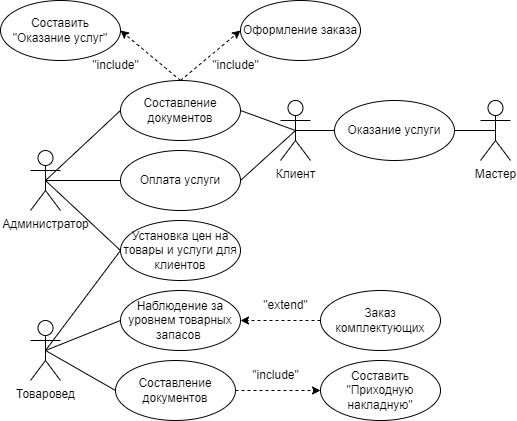 Составить
"Оказание услуг"
Оформление заказа
"include"
"include"
Составление
документов
Оказание услуги
Клиент
Мастер
Оплата услуги
Администратор
Установка цен на
товары и услуги для
клиентов
Наблюдение за
уровнем товарных
запасов
"extend"
Заказ
комплектующих
Товаровед
Составление
документов
"include"
Составить
"Приходную
накладную"